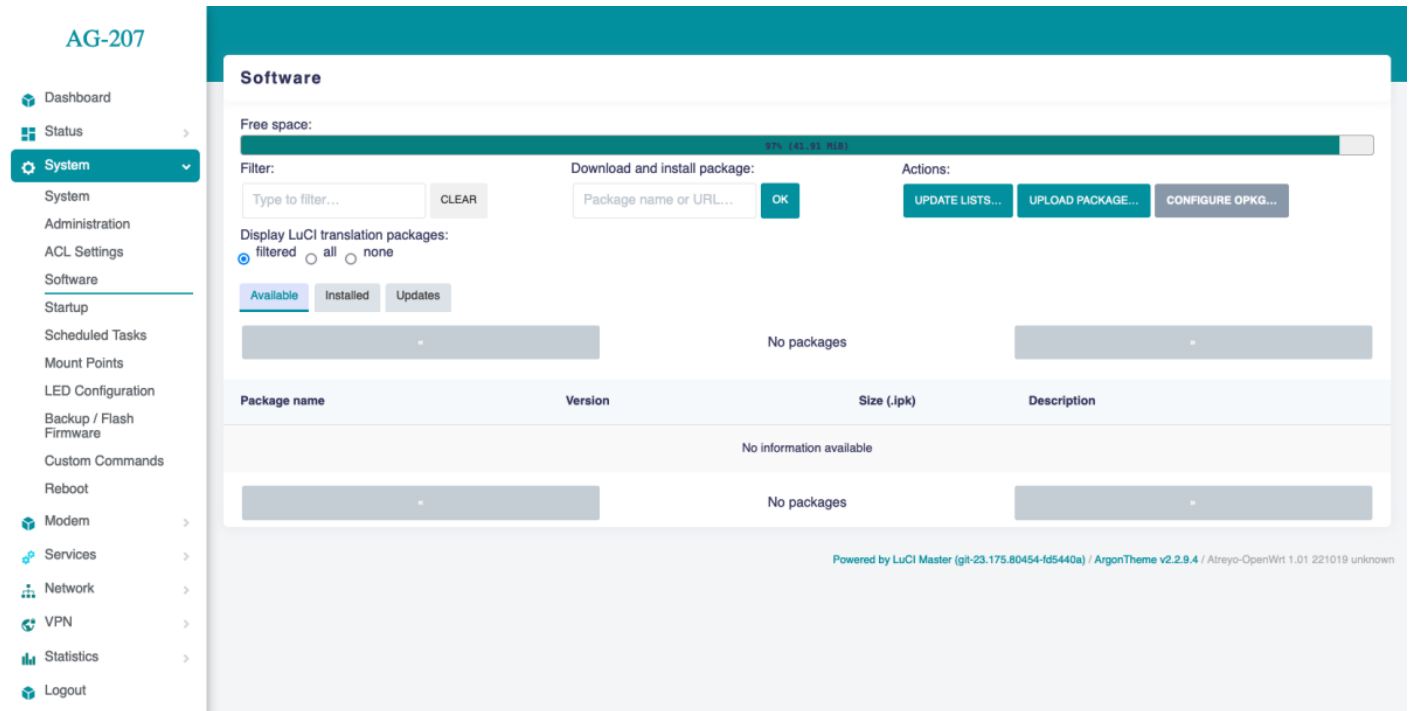 AG-207
Dashboard
Status
System
System
Administration
ACL Settings
Software
Startup
Scheduled Tasks
Mount Points
LED Configuration
Backup / Flash
Firmware
Custom Commands
Reboot
Modem
Services
Network
VPN
Statistics
Logout
Software
Free space:
97% (41.91 MiB)
Filter:
Download and install package:
Actions:
Type to filter...
CLEAR
Package name or URL...
OK
UPDATE LISTS...
UPLOAD PACKAGE...
CONFIGURE OPKG...
Display LuCI translation packages:
filtered all none
Available Installed Updates
« No packages »
Package name Version Size (.ipk) Description
No information available
« No packages »
Powered by LuCI Master (git-23.175.80454-fd5440a) / ArgonTheme v2.2.9.4 / Atreyo-OpenWrt 1.01 221019 unknown